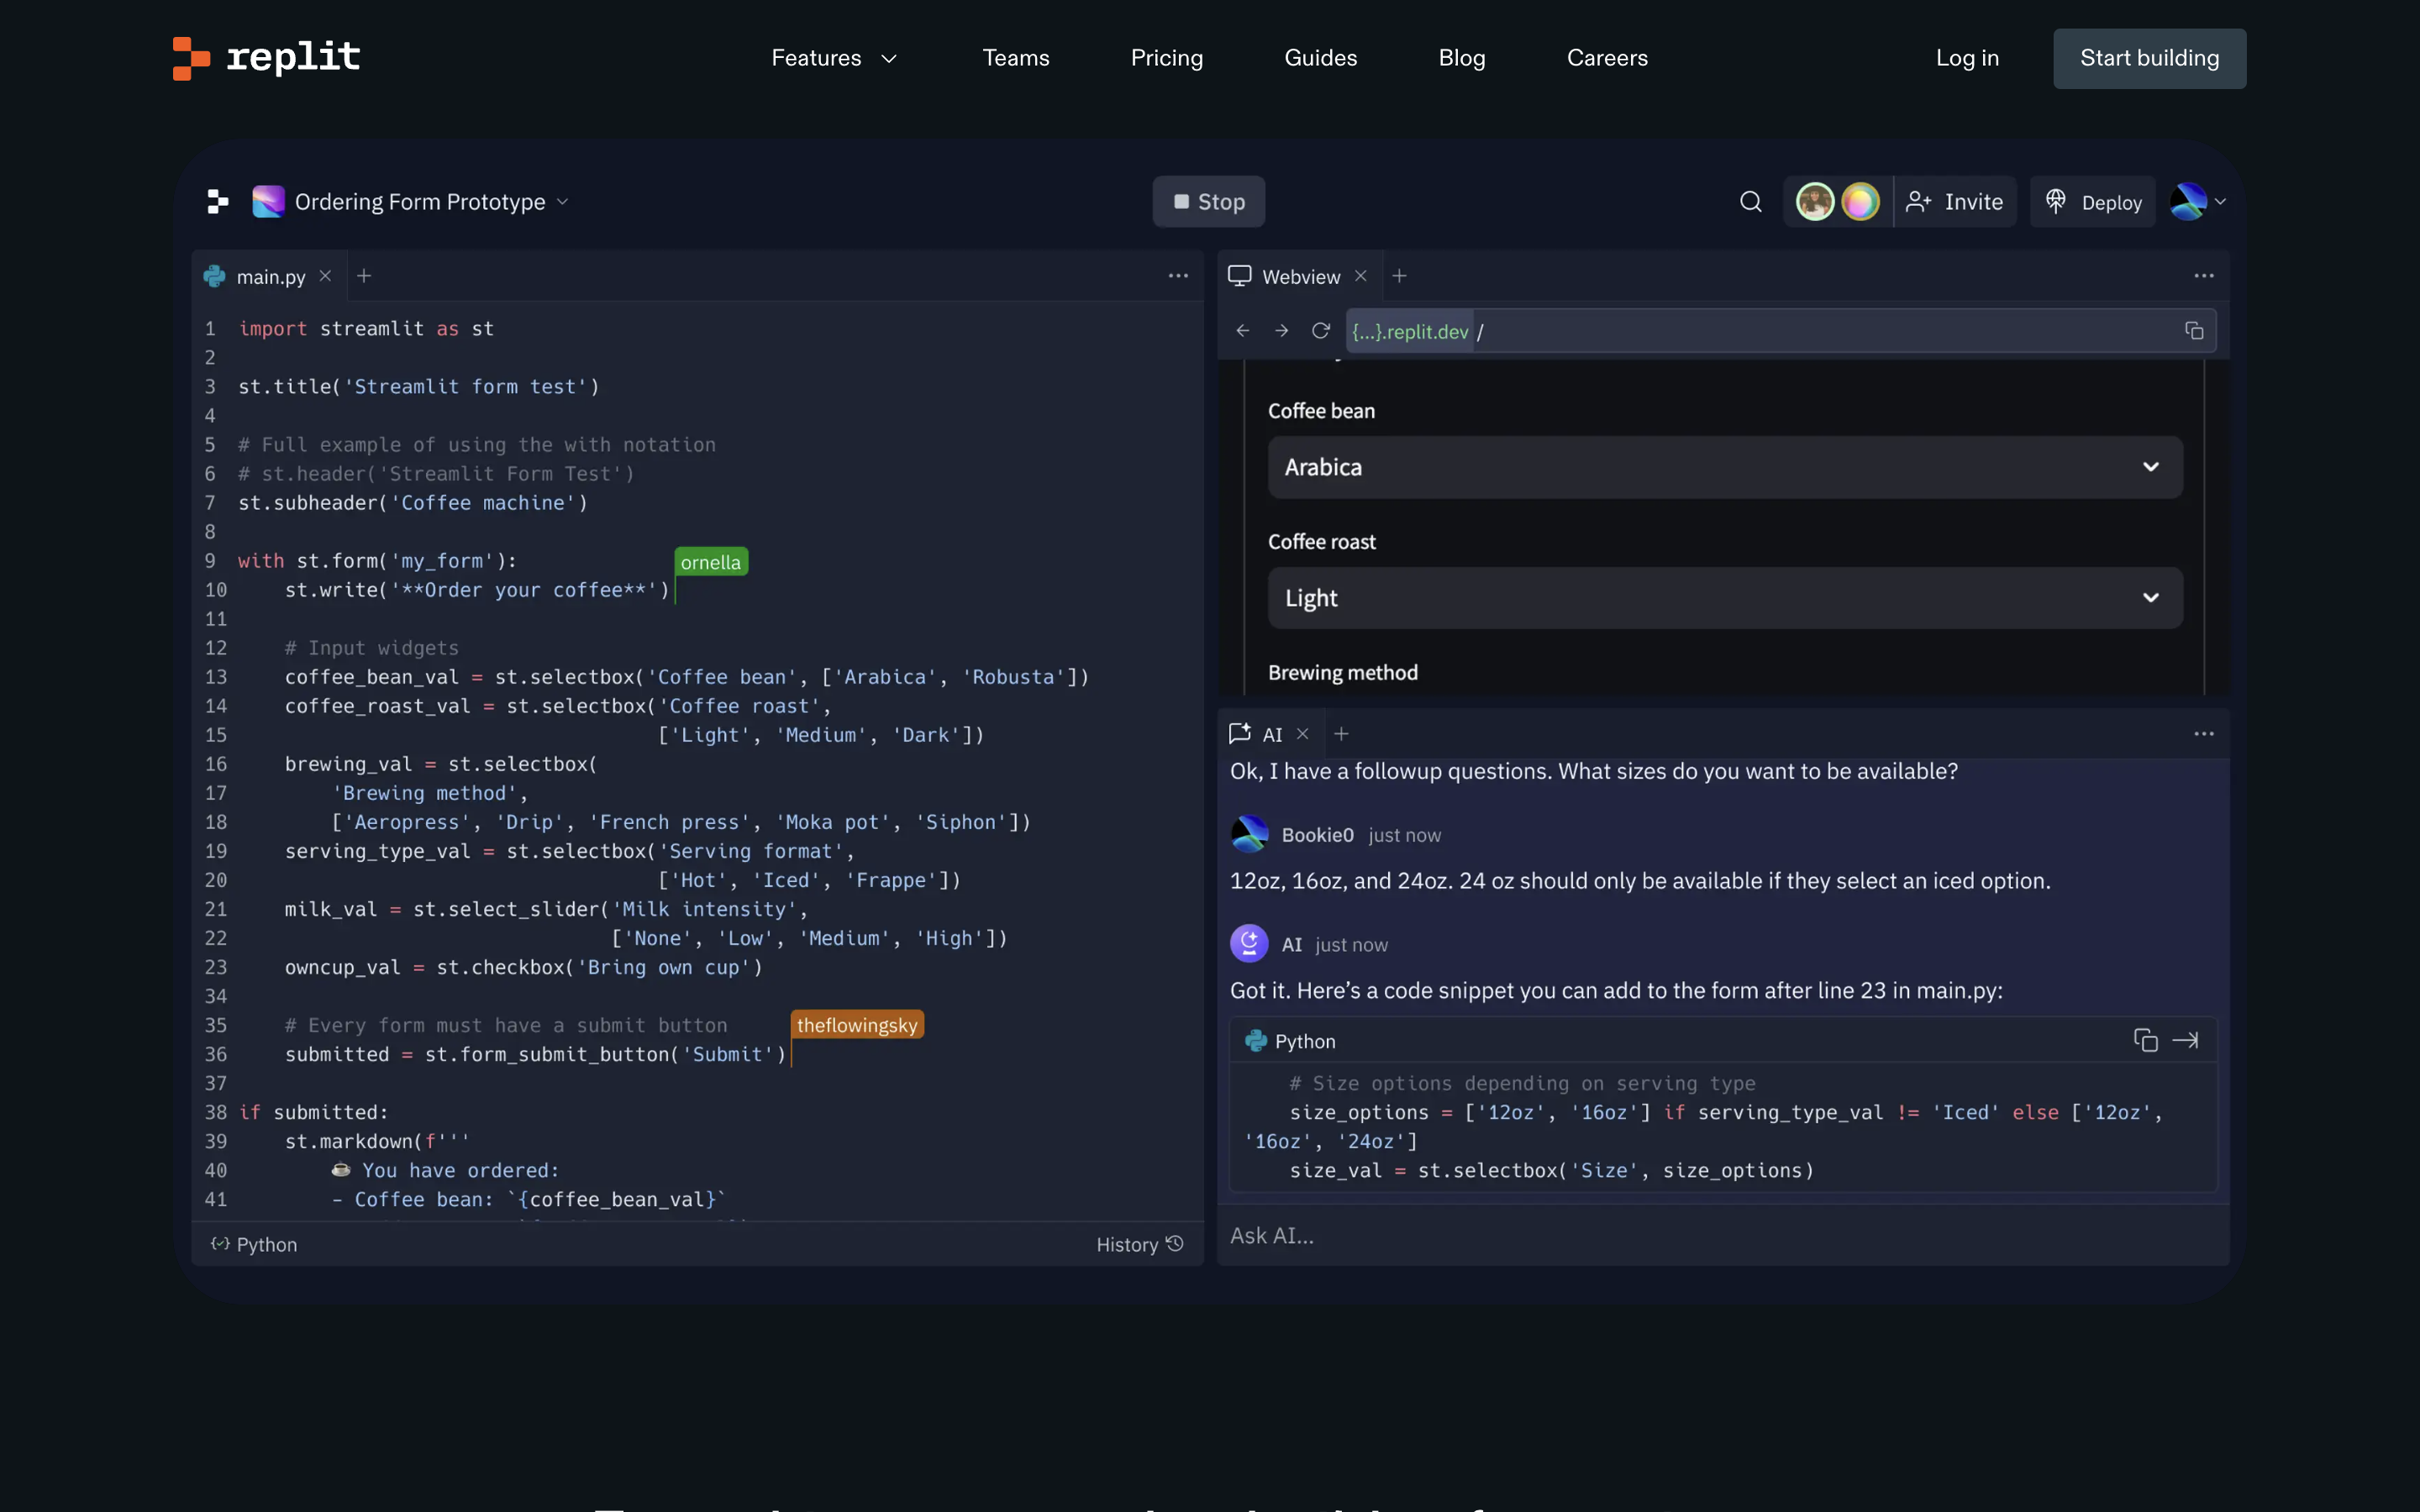 replit
Features
Teams
Pricing
Guides
Blog
Careers
Log in
Start building
Ordering Form Prototype
Stop
Invite
Deploy
main.py
1 import streamlit as st
2
3 st.title('Streamlit form test')
4
5 # Full example of using the with notation
6 # st.header('Streamlit Form Test')
7 st.subheader('Coffee machine')
8
9 with st.form('my_form'):
ornella
10 st.write('**Order your coffee**')
11
12 # Input widgets
13 coffee_bean_val = st.selectbox('Coffee bean', ['Arabica', 'Robusta'])
14 coffee_roast_val = st.selectbox('Coffee roast',
15 ['Light', 'Medium', 'Dark'])
16 brewing_val = st.selectbox(
17 'Brewing method',
18 ['Aeropress', 'Drip', 'French press', 'Moka pot', 'Siphon'])
19 serving_type_val = st.selectbox('Serving format',
20 ['Hot', 'Iced', 'Frappe'])
21 milk_val = st.select_slider('Milk intensity',
22 ['None', 'Low', 'Medium', 'High'])
23 owncup_val = st.checkbox('Bring own cup')
34
35 # Every form must have a submit button
theflowingsky
36 submitted = st.form_submit_button('Submit')
37
38 if submitted:
39 st.markdown(f'''
40 ☕ You have ordered:
41 - Coffee bean: `{coffee_bean_val}`
Python
History
Webview
{...}.replit.dev /
Coffee bean
Arabica
Coffee roast
Light
Brewing method
AI
Ok, I have a followup questions. What sizes do you want to be available?
Bookie0 just now
12oz, 16oz, and 24oz. 24 oz should only be available if they select an iced option.
AI just now
Got it. Here’s a code snippet you can add to the form after line 23 in main.py:
Python
# Size options depending on serving type
size_options = ['12oz', '16oz'] if serving_type_val != 'Iced' else ['12oz',
'16oz', '24oz']
size_val = st.selectbox('Size', size_options)
Ask AI...